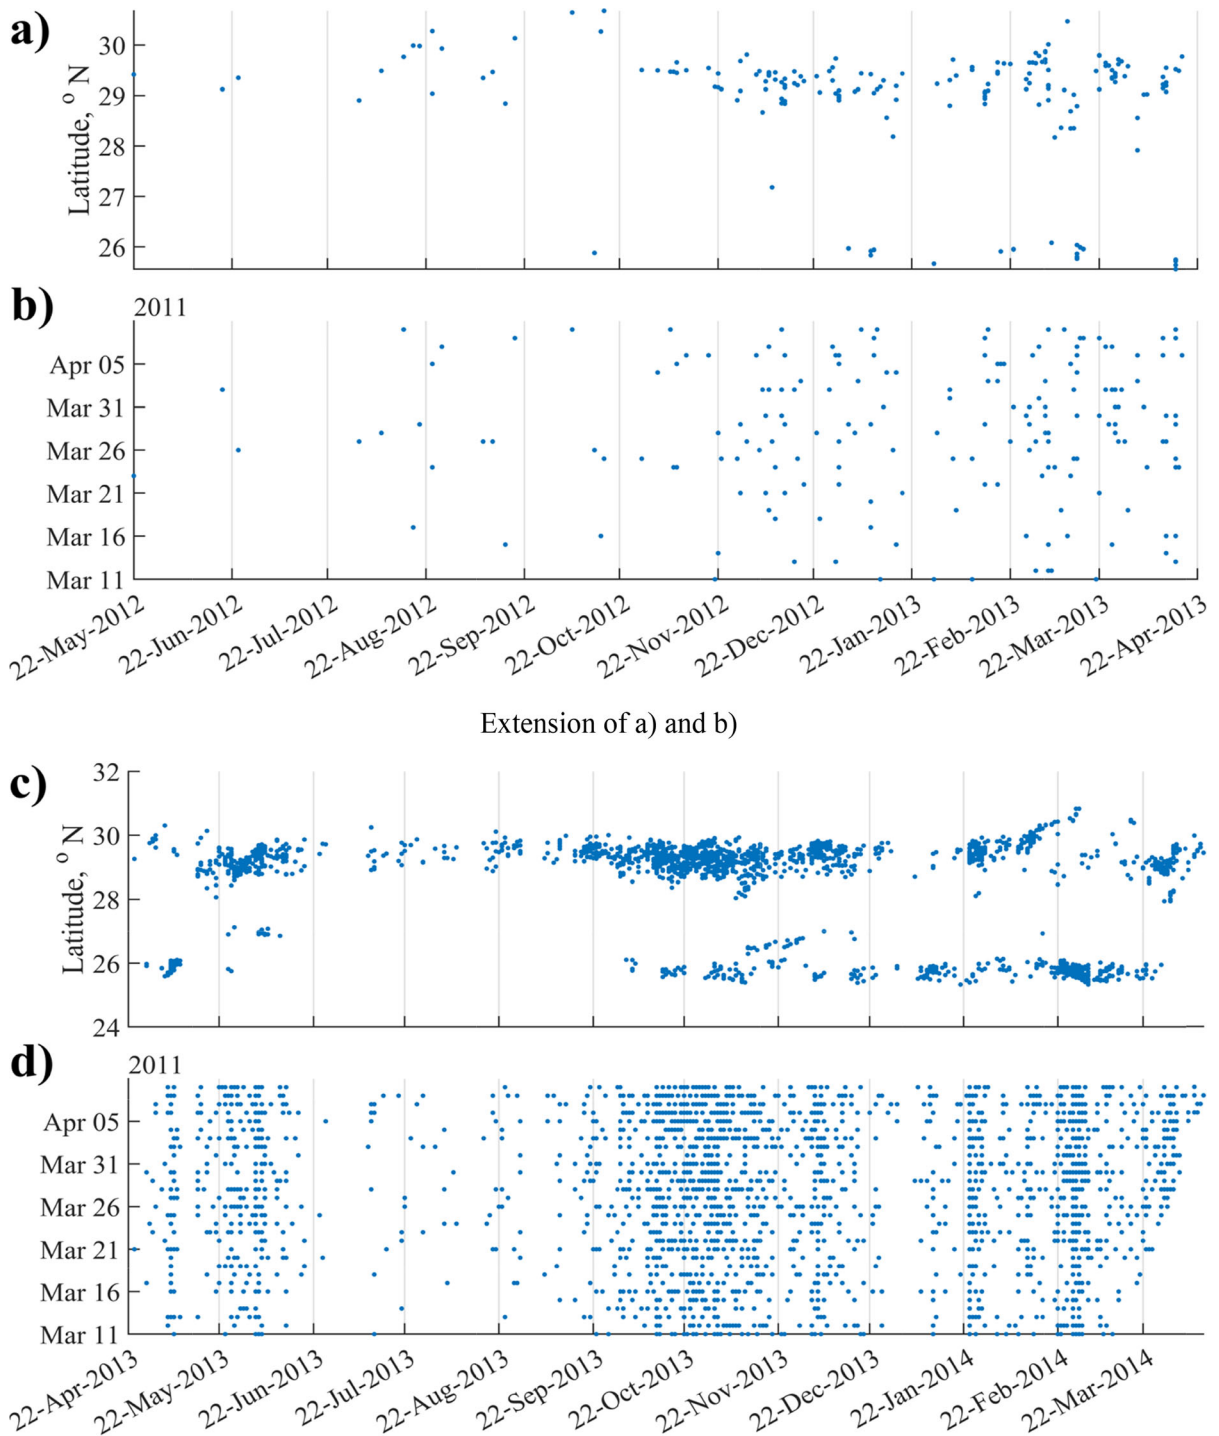 a)
30
29
28
27
26
Latitude, ° N
b)
2011
Apr 05
Mar 31
Mar 26
Mar 21
Mar 16
Mar 11
22-May-2012
22-Jun-2012
22-Jul-2012
22-Aug-2012
22-Sep-2012
22-Oct-2012
22-Nov-2012
22-Dec-2012
22-Jan-2013
22-Feb-2013
22-Mar-2013
22-Apr-2013
Extension of a) and b)
c)
32
30
28
26
24
Latitude, ° N
d)
2011
Apr 05
Mar 31
Mar 26
Mar 21
Mar 16
Mar 11
22-Apr-2013
22-May-2013
22-Jun-2013
22-Jul-2013
22-Aug-2013
22-Sep-2013
22-Oct-2013
22-Nov-2013
22-Dec-2013
22-Jan-2014
22-Feb-2014
22-Mar-2014